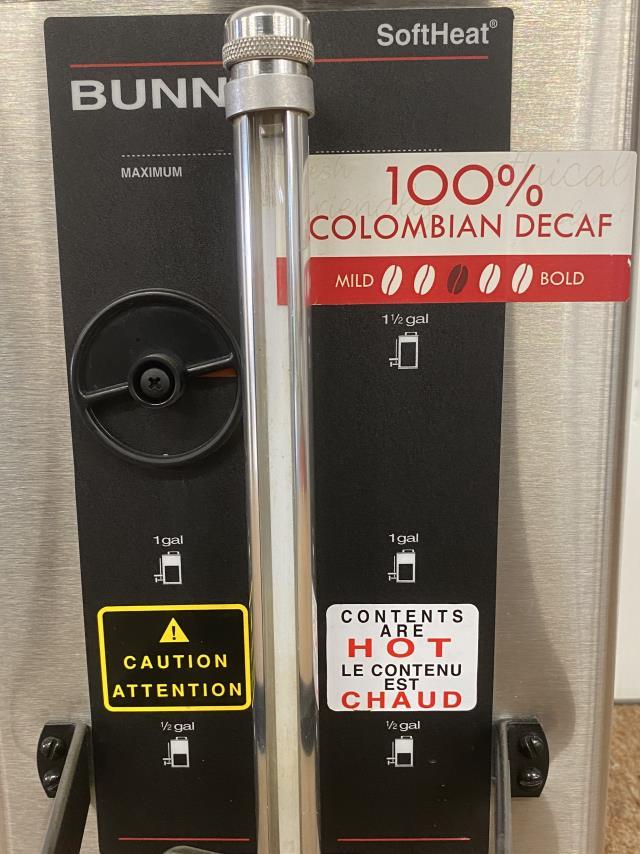 SoftHeat®
BUNN
MAXIMUM
100%
COLOMBIAN DECAF
MILD BOLD
1½ gal
1gal
1gal
CAUTION
ATTENTION
CONTENTS
ARE
HOT
LE CONTENU
EST
CHAUD
½ gal
½ gal